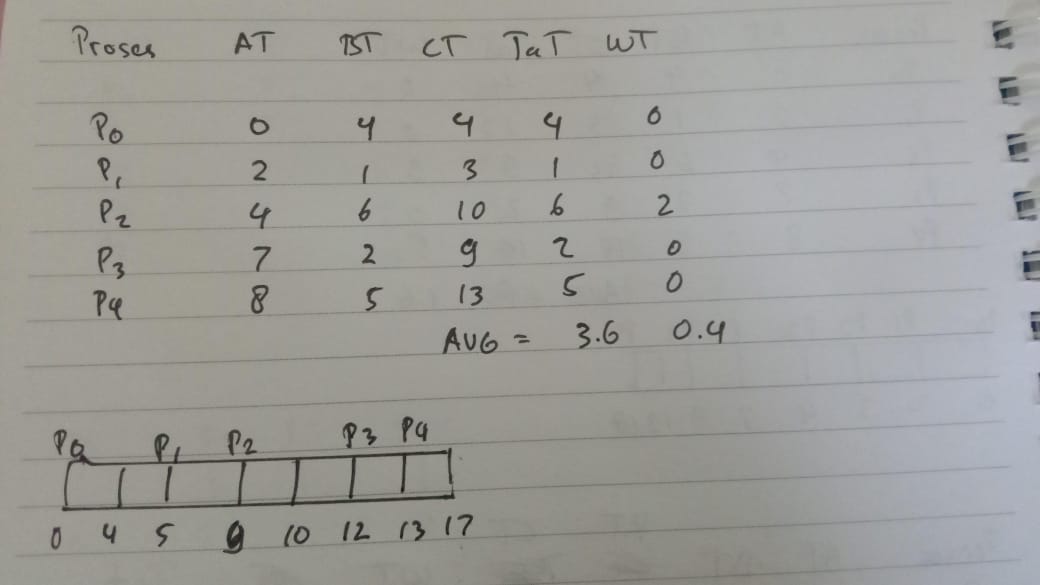 Proses AT BT CT TaT WT
P0 0 4 4 4 0
P1 2 1 3 1 0
P2 4 6 10 6 2
P3 7 2 9 2 0
P4 8 5 13 5 0
AVG = 3.6 0.4
P0 P1 P2 P3 P4
0 4 5 9 10 12 13 17